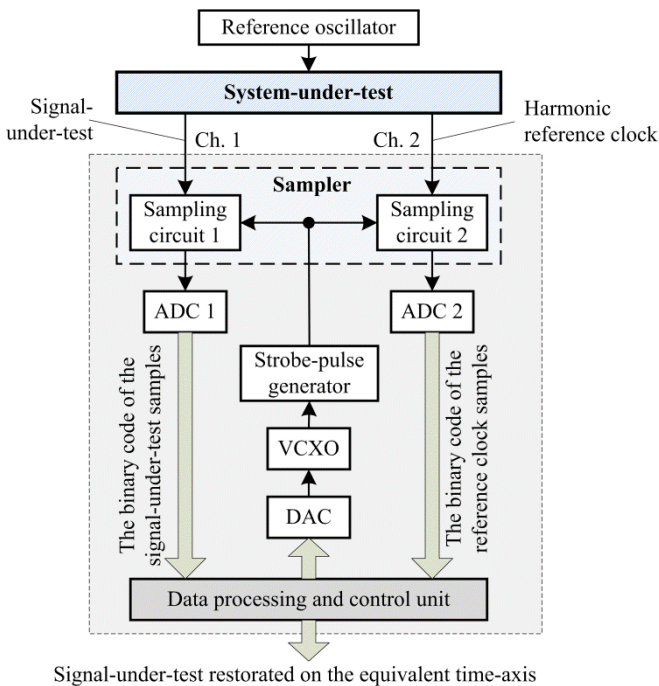 Reference oscillator
System-under-test
Signal-
under-test
Ch. 1
Ch. 2
Harmonic
reference clock
Sampler
Sampling
circuit 1
Sampling
circuit 2
ADC 1
ADC 2
Strobe-pulse
generator
VCXO
DAC
The binary code of the
signal-under-test samples
The binary code of the
reference clock samples
Data processing and control unit
Signal-under-test restorated on the equivalent time-axis